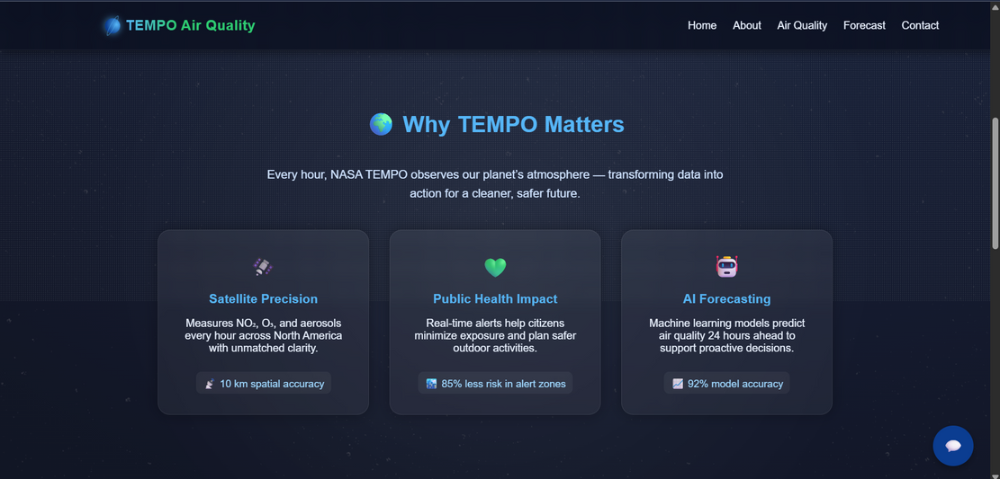 TEMPO Air Quality
Home About Air Quality Forecast Contact
Why TEMPO Matters
Every hour, NASA TEMPO observes our planet’s atmosphere — transforming data into
action for a cleaner, safer future.
Satellite Precision
Measures NO₂, O₃, and aerosols
every hour across North America
with unmatched clarity.
10 km spatial accuracy
Public Health Impact
Real-time alerts help citizens
minimize exposure and plan safer
outdoor activities.
85% less risk in alert zones
AI Forecasting
Machine learning models predict
air quality 24 hours ahead to
support proactive decisions.
92% model accuracy